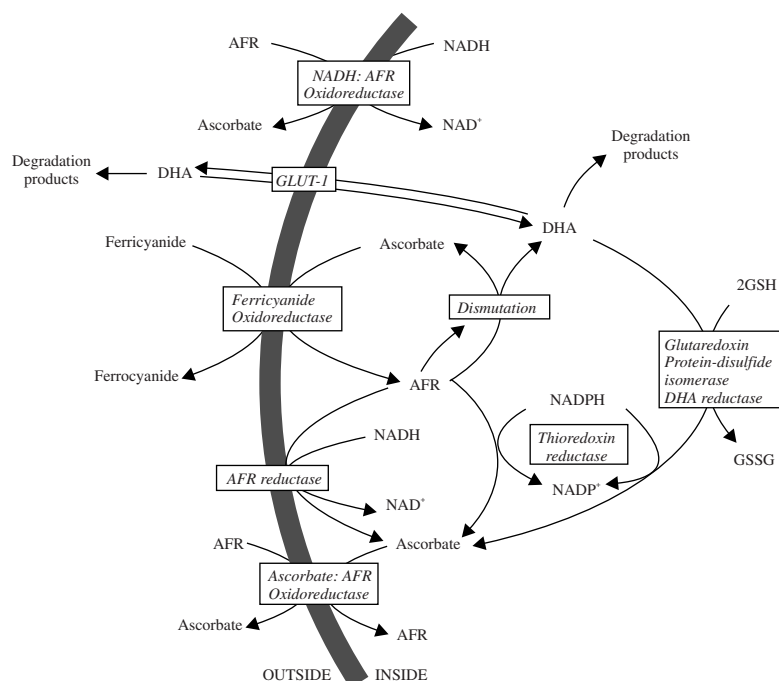 AFR
NADH
NADH: AFR
Oxidoreductase
Ascorbate
NAD⁺
Degradation
products
Degradation
products
DHA
GLUT-1
DHA
Ferricyanide
Ascorbate
2GSH
Ferricyanide
Oxidoreductase
Dismutation
Glutaredoxin
Protein-disulfide
isomerase
DHA reductase
Ferrocyanide
AFR
NADPH
NADH
Thioredoxin
reductase
GSSG
AFR reductase
NADP⁺
NAD⁺
AFR
Ascorbate
Ascorbate: AFR
Oxidoreductase
Ascorbate
AFR
OUTSIDE
INSIDE